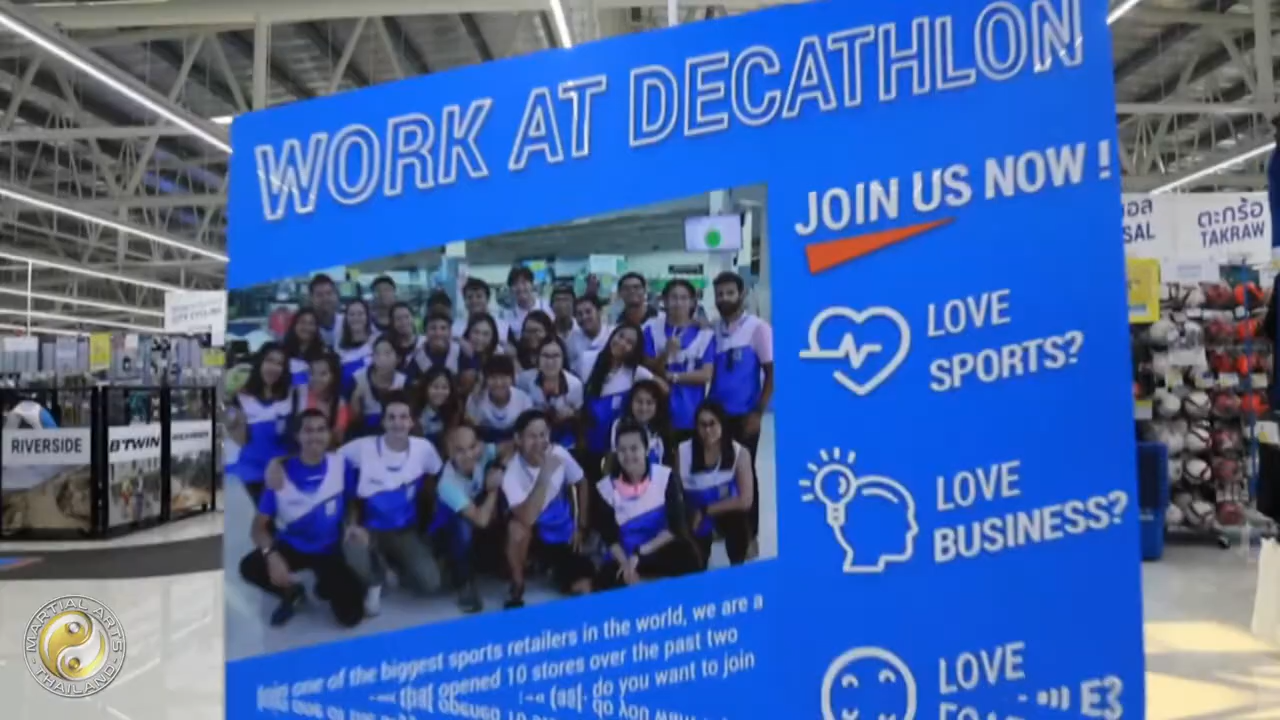 WORK AT DECATHLON
JOIN US NOW !
LOVE
SPORTS?
LOVE
BUSINESS?
LOVE
one of the biggest sports retailers in the world, we are a
that opened 10 stores over the past two
do you want to join
ตะกร้อ
SAL
TAKRAW
RIVERSIDE
BTWIN
MARTIAL ARTS
THAILAND